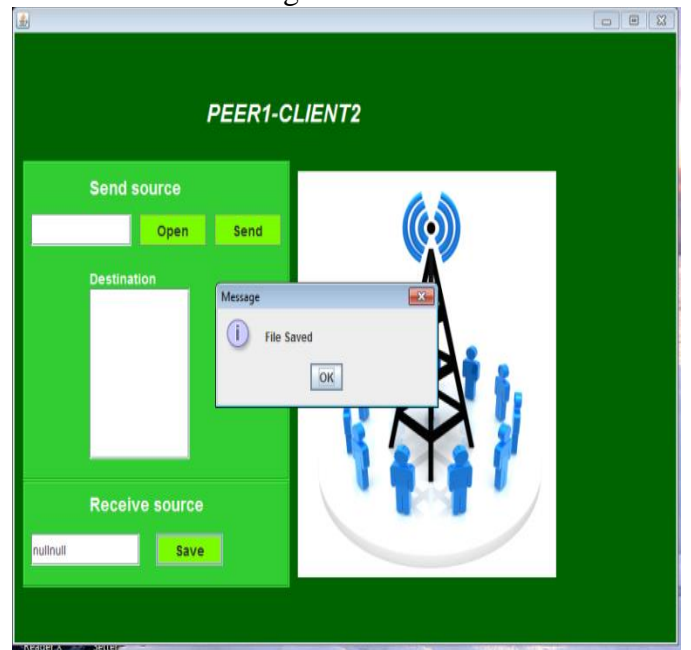 PEER1-CLIENT2
Send source
Open Send
Destination
Message
File Saved
OK
Receive source
nullnull Save